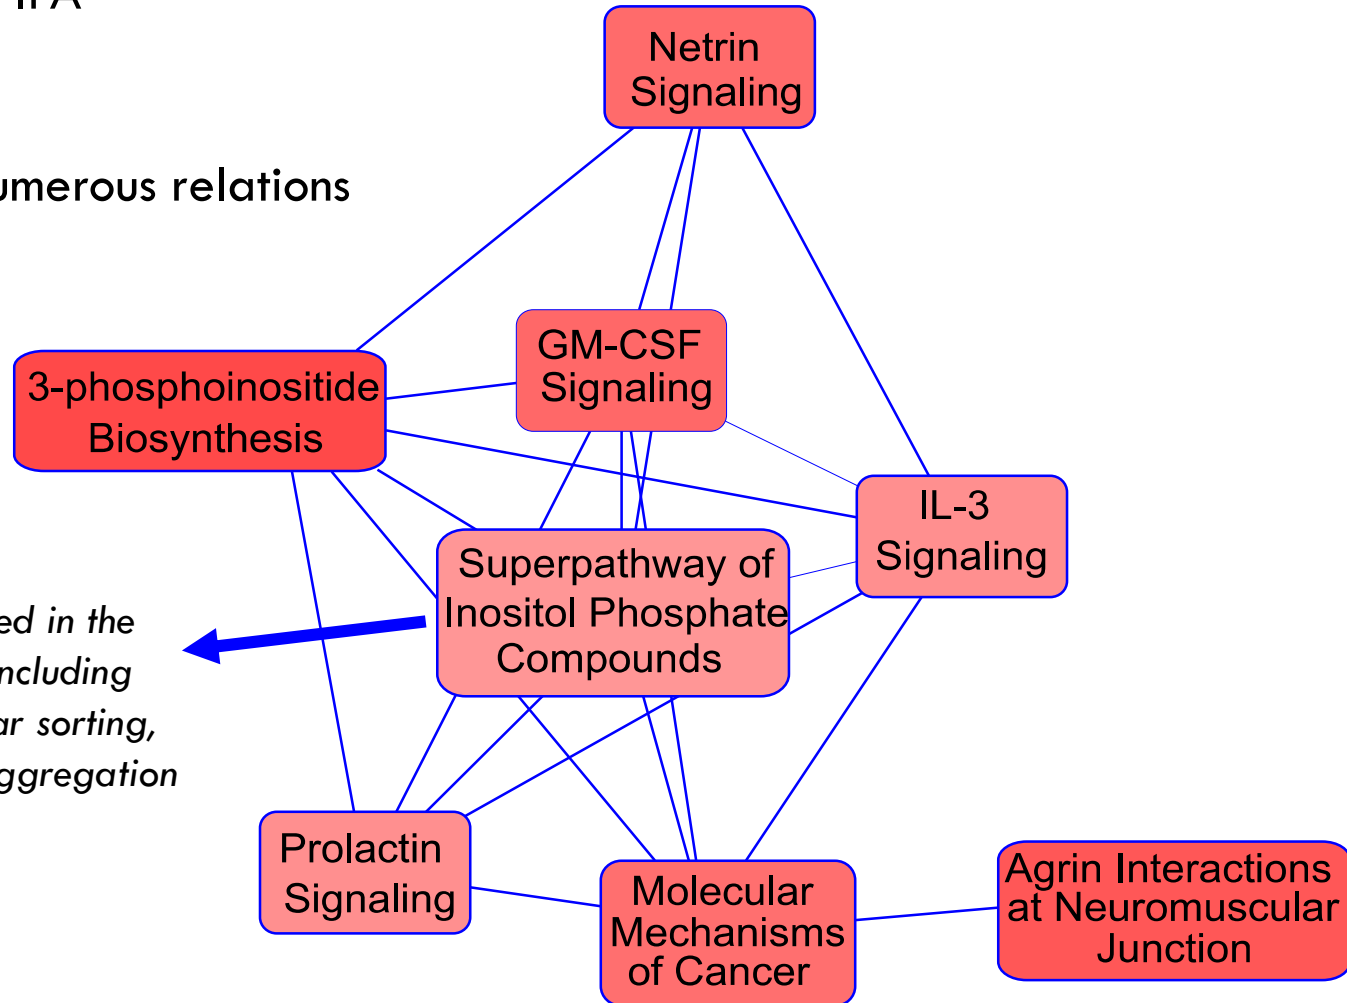 Netrin
Signaling
umerous relations
GM-CSF
Signaling
3-phosphoinositide
Biosynthesis
IL-3
Signaling
Superpathway of
Inositol Phosphate
Compounds
ed in the
ncluding
ar sorting,
ggregation
Prolactin
Signaling
Molecular
Mechanisms
of Cancer
Agrin Interactions
at Neuromuscular
Junction